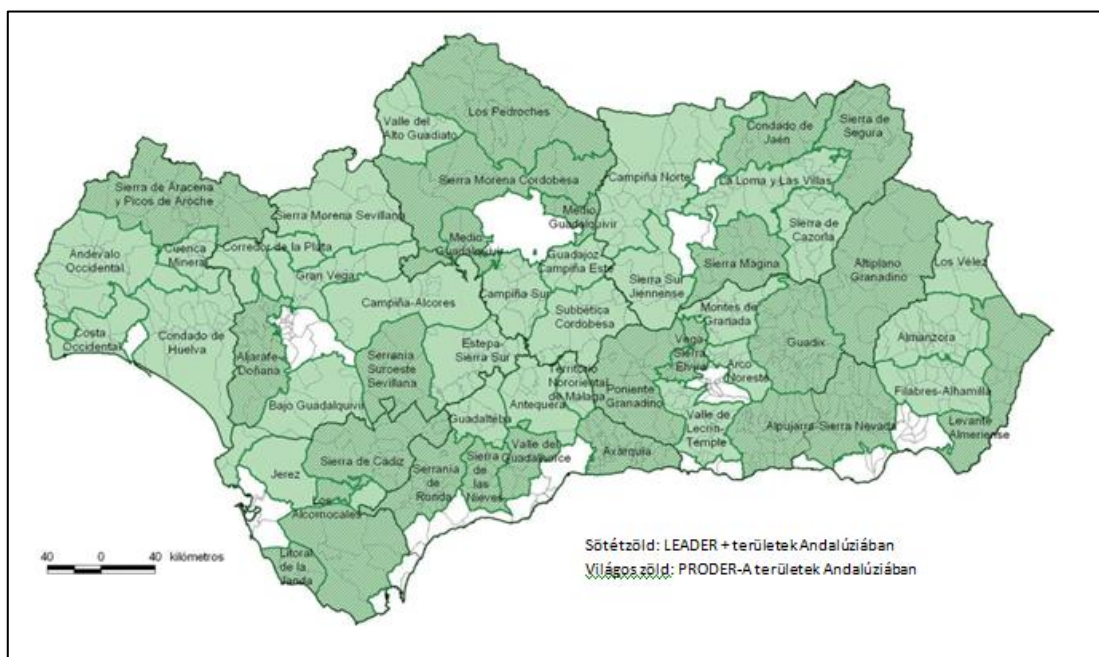 Los Pedroches
Valle del
Alto Guadiato
Condado de
Jaén
Sierra de
Segura
Sierra de Aracena
y Picos de Aroche
Sierra Morena Cordobesa
Campiña Norte
La Loma y Las Villas
Sierra Morena Sevillana
Medio
Guadalquivir
Sierra de
Cazorla
Andévalo
Occidental
Cuenca
Minera
Corredor de la Plata
Medio
Guadalquivir
Guadajoz
Campiña Este
Sierra Magina
Altiplano
Granadino
Los Vélez
Gran Vega
Sierra Sur
Jiennense
Campiña-Alcores
Campiña Sur
Subbética
Cordobesa
Montes de
Granada
Costa
Occidental
Condado de
Huelva
Aljarafe-
Doñana
Serranía
Suroeste
Sevillana
Estepa-
Sierra Sur
Vega-
Sierra
Elvira
Guadix
Almanzora
Territorio
Nororiental
de Málaga
Poniente
Granadino
Arco
Noreste
Filabres-Alhamilla
Bajo Guadalquivir
Guadalteba
Antequera
Valle de
Lecrin-
Temple
Alpujarra-Sierra Nevada
Levante
Almeriense
Jerez
Sierra de Cádiz
Serranía
de
Ronda
Sierra
de
las
Nieves
Valle del
Guadalhorce
Axarquia
Los
Alcornocales
Litoral
de la
Janda
40 0 40 kilómetros
Sötétzöld: LEADER + területek Andalúziában
Világos zöld: PRODER-A területek Andalúziában